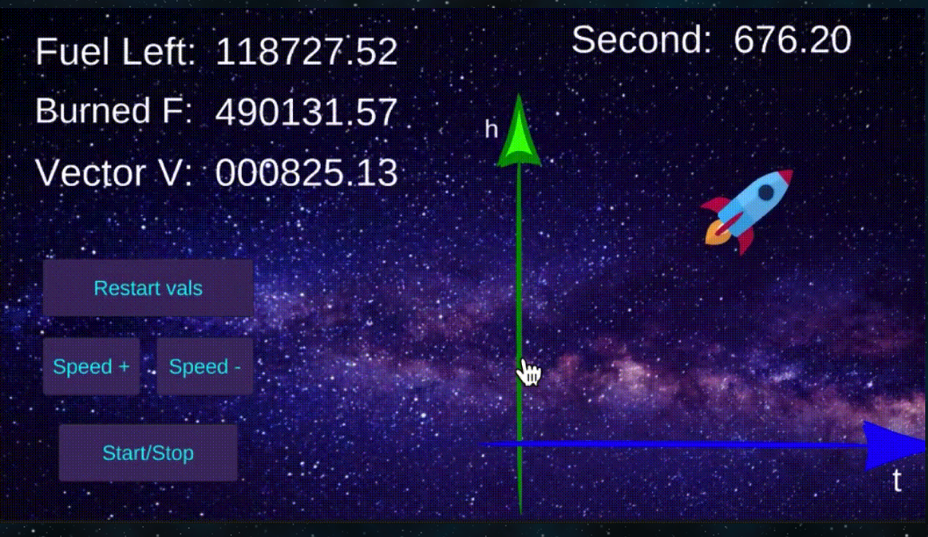 Fuel Left: 118727.52
Second: 676.20
Burned F: 490131.57
Vector V: 000825.13
h
Restart vals
Speed +
Speed -
Start/Stop
t